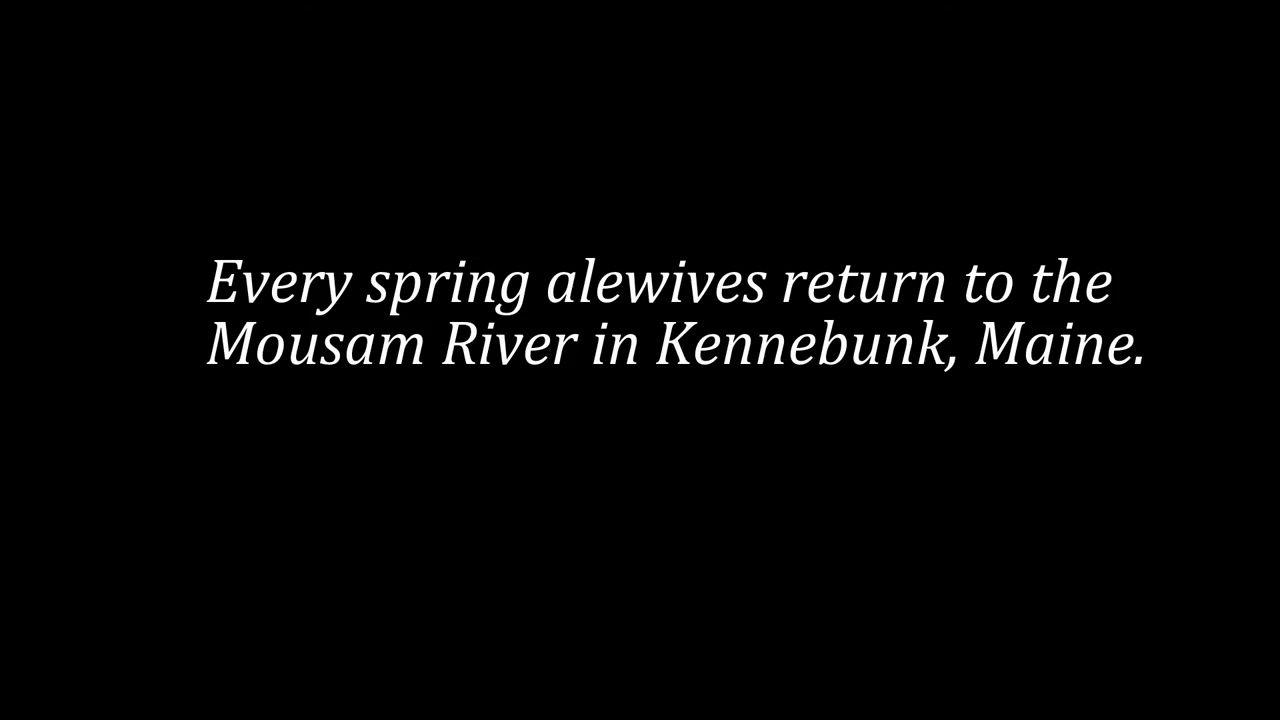 Every spring alewives return to the
Mousam River in Kennebunk, Maine.